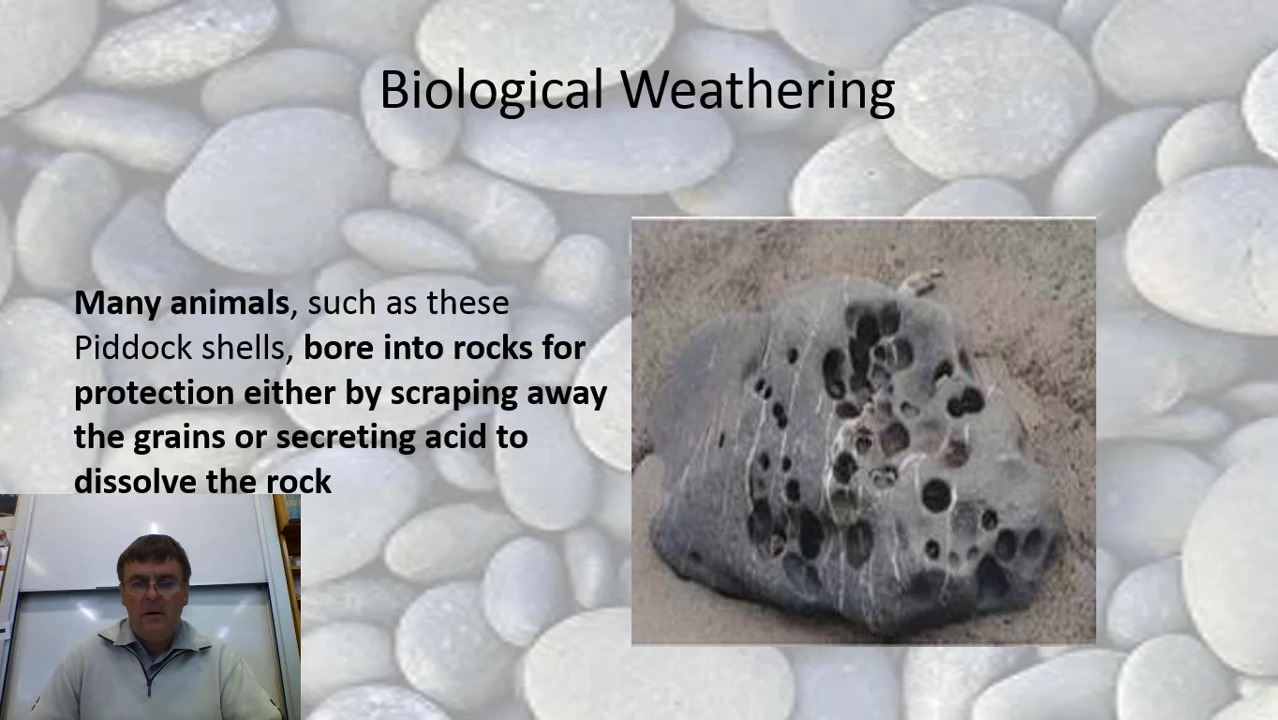 Biological Weathering
Many animals, such as these
Piddock shells, bore into rocks for
protection either by scraping away
the grains or secreting acid to
dissolve the rock